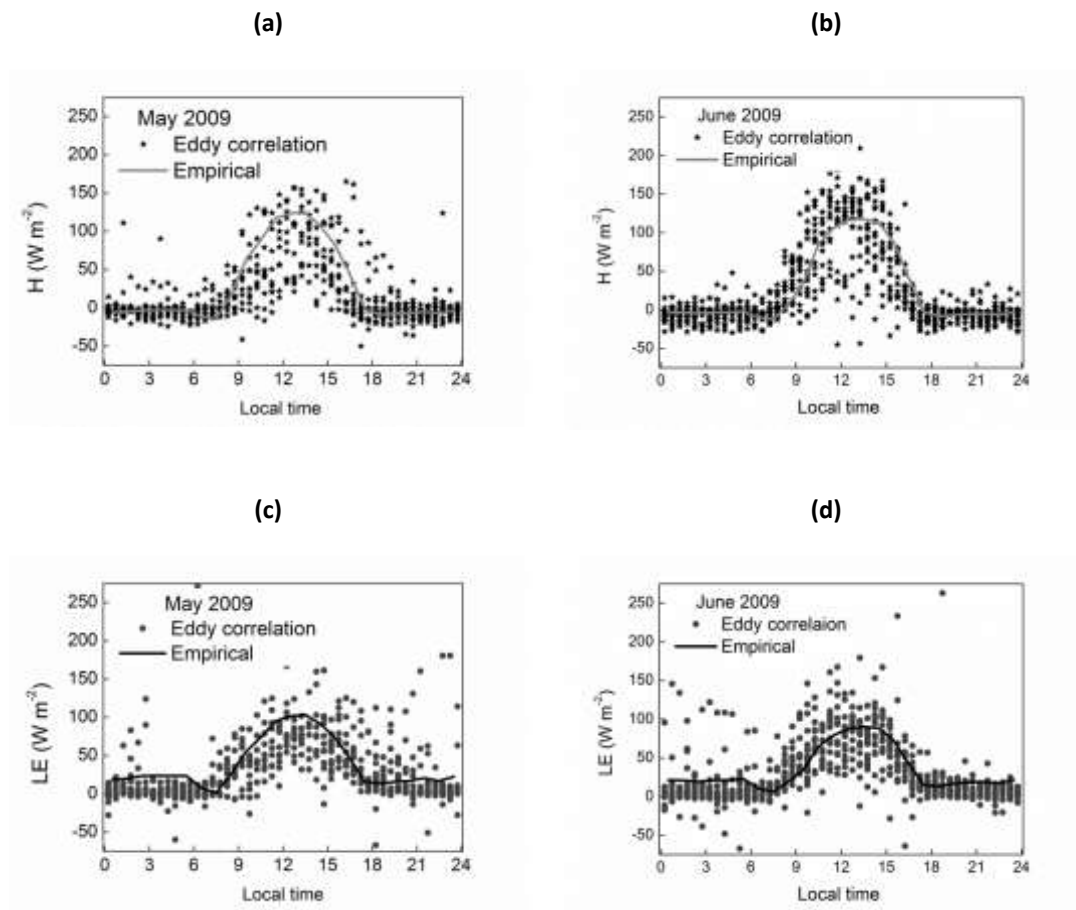 (a)
(b)
May 2009
Eddy correlation
Empirical
H (W m⁻²)
250
200
150
100
50
0
-50
0 3 6 9 12 15 18 21 24
Local time
June 2009
Eddy correlation
Empirical
H (W m⁻²)
250
200
150
100
50
0
-50
0 3 6 9 12 15 18 21 24
Local time
(c)
(d)
May 2009
Eddy correlation
Empirical
LE (W m⁻²)
250
200
150
100
50
0
-50
0 3 6 9 12 15 18 21 24
Local time
June 2009
Eddy correlaion
Empirical
LE (W m⁻²)
250
200
150
100
50
0
-50
0 3 6 9 12 15 18 21 24
Local time